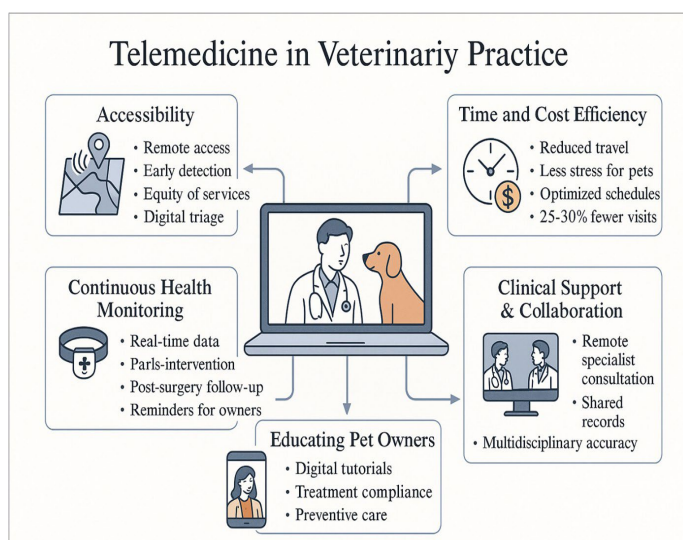 Telemedicine in Veterinariy Practice
Accessibility
• Remote access
• Early detection
• Equity of services
• Digital triage
Time and Cost Efficiency
• Reduced travel
• Less stress for pets
• Optimized schedules
• 25-30% fewer visits
$
Continuous Health
Monitoring
• Real-time data
• Parls-intervention
• Post-surgery follow-up
• Reminders for owners
Clinical Support
& Collaboration
• Remote
specialist
consultation
• Shared
records
• Multidisciplinary accuracy
Educating Pet Owners
• Digital tutorials
• Treatment compliance
• Preventive care